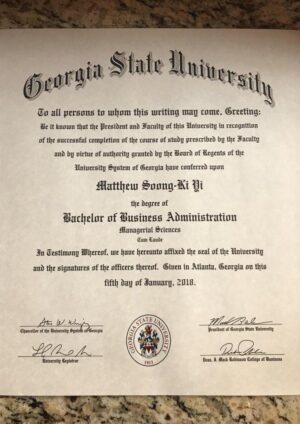 Georgia State University
To all persons to whom this writing may come, Greeting:
Be it known that the President and Faculty of this University in recognition
of the successful completion of the course of study prescribed by the Faculty
and by virtue of authority granted by the Board of Regents of the
University System of Georgia have conferred upon
Matthew Soong-Ki Yi
the degree of
Bachelor of Business Administration
Managerial Sciences
Cum Laude
In Testimony Whereof, we have hereunto affixed the seal of the University
and the signatures of the officers thereof. Given in Atlanta, Georgia on this
fifth day of January, 2018.
Chancellor of the University System of Georgia
President of Georgia State University
GEORGIA STATE UNIVERSITY
1913
University Registrar
Dean, J. Mack Robinson College of Business